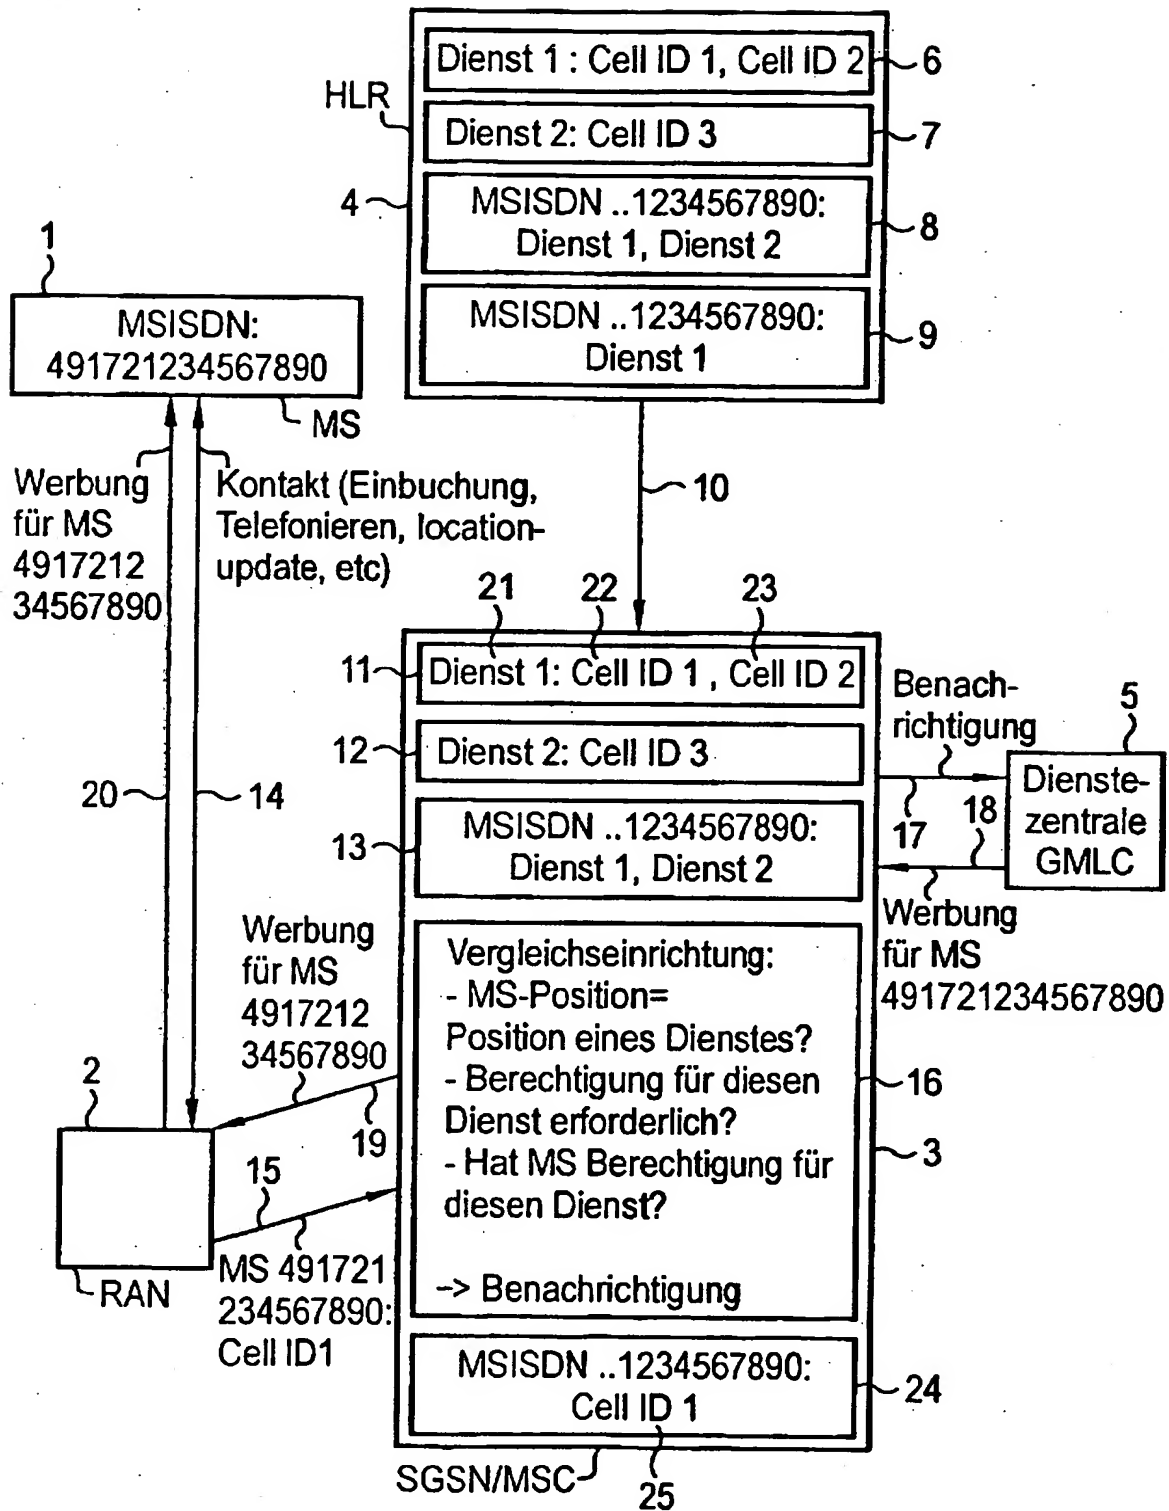 Dienst 1 : Cell ID 1, Cell ID 2
6
HLR
Dienst 2: Cell ID 3
7
4
MSISDN ..1234567890:
Dienst 1, Dienst 2
8
1
MSISDN:
491721234567890
MS
MSISDN ..1234567890:
Dienst 1
9
10
Werbung
für MS
4917212
34567890
Kontakt (Einbuchung,
Telefonieren, location-
update, etc)
21
22
23
11
Dienst 1: Cell ID 1 , Cell ID 2
12
Dienst 2: Cell ID 3
20
14
13
MSISDN ..1234567890:
Dienst 1, Dienst 2
Benach-
richtigung
5
17
18
Dienste-
zentrale
GMLC
Werbung
für MS
491721234567890
Werbung
für MS
4917212
34567890
19
2
RAN
15
MS 491721
234567890:
Cell ID1
Vergleichseinrichtung:
- MS-Position=
Position eines Dienstes?
- Berechtigung für diesen
Dienst erforderlich?
- Hat MS Berechtigung für
diesen Dienst?
-> Benachrichtigung
16
3
MSISDN ..1234567890:
Cell ID 1
24
SGSN/MSC
25